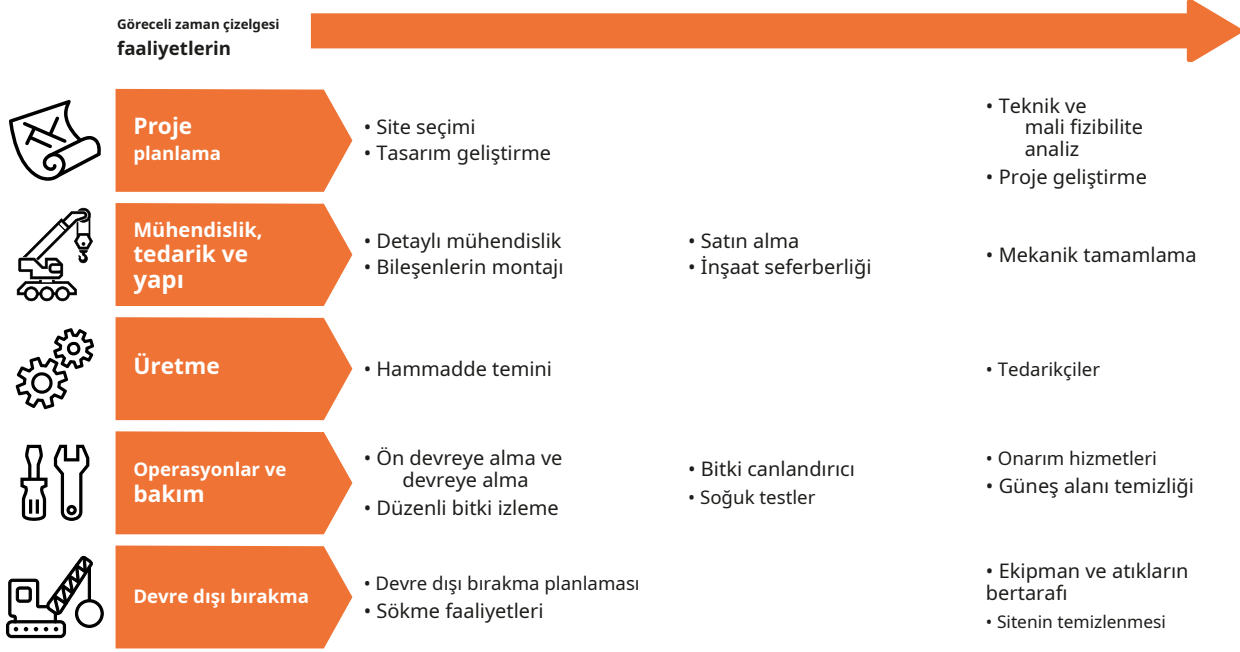 Göreceli zaman çizelgesi
faaliyetlerin
Proje
planlama
• Site seçimi
• Tasarım geliştirme
• Teknik ve
mali fizibilite
analiz
• Proje geliştirme
Mühendislik,
tedarik ve
yapı
• Detaylı mühendislik
• Bileşenlerin montajı
• Satın alma
• İnşaat seferberliği
• Mekanik tamamlama
Üretme
• Hammadde temini
• Tedarikçiler
Operasyonlar ve
bakım
• Ön devreye alma ve
devreye alma
• Düzenli bitki izleme
• Bitki canlandırıcı
• Soğuk testler
• Onarım hizmetleri
• Güneş alanı temizliği
Devre dışı bırakma
• Devre dışı bırakma planlaması
• Sökme faaliyetleri
• Ekipman ve atıkların
bertarafı
• Sitenin temizlenmesi